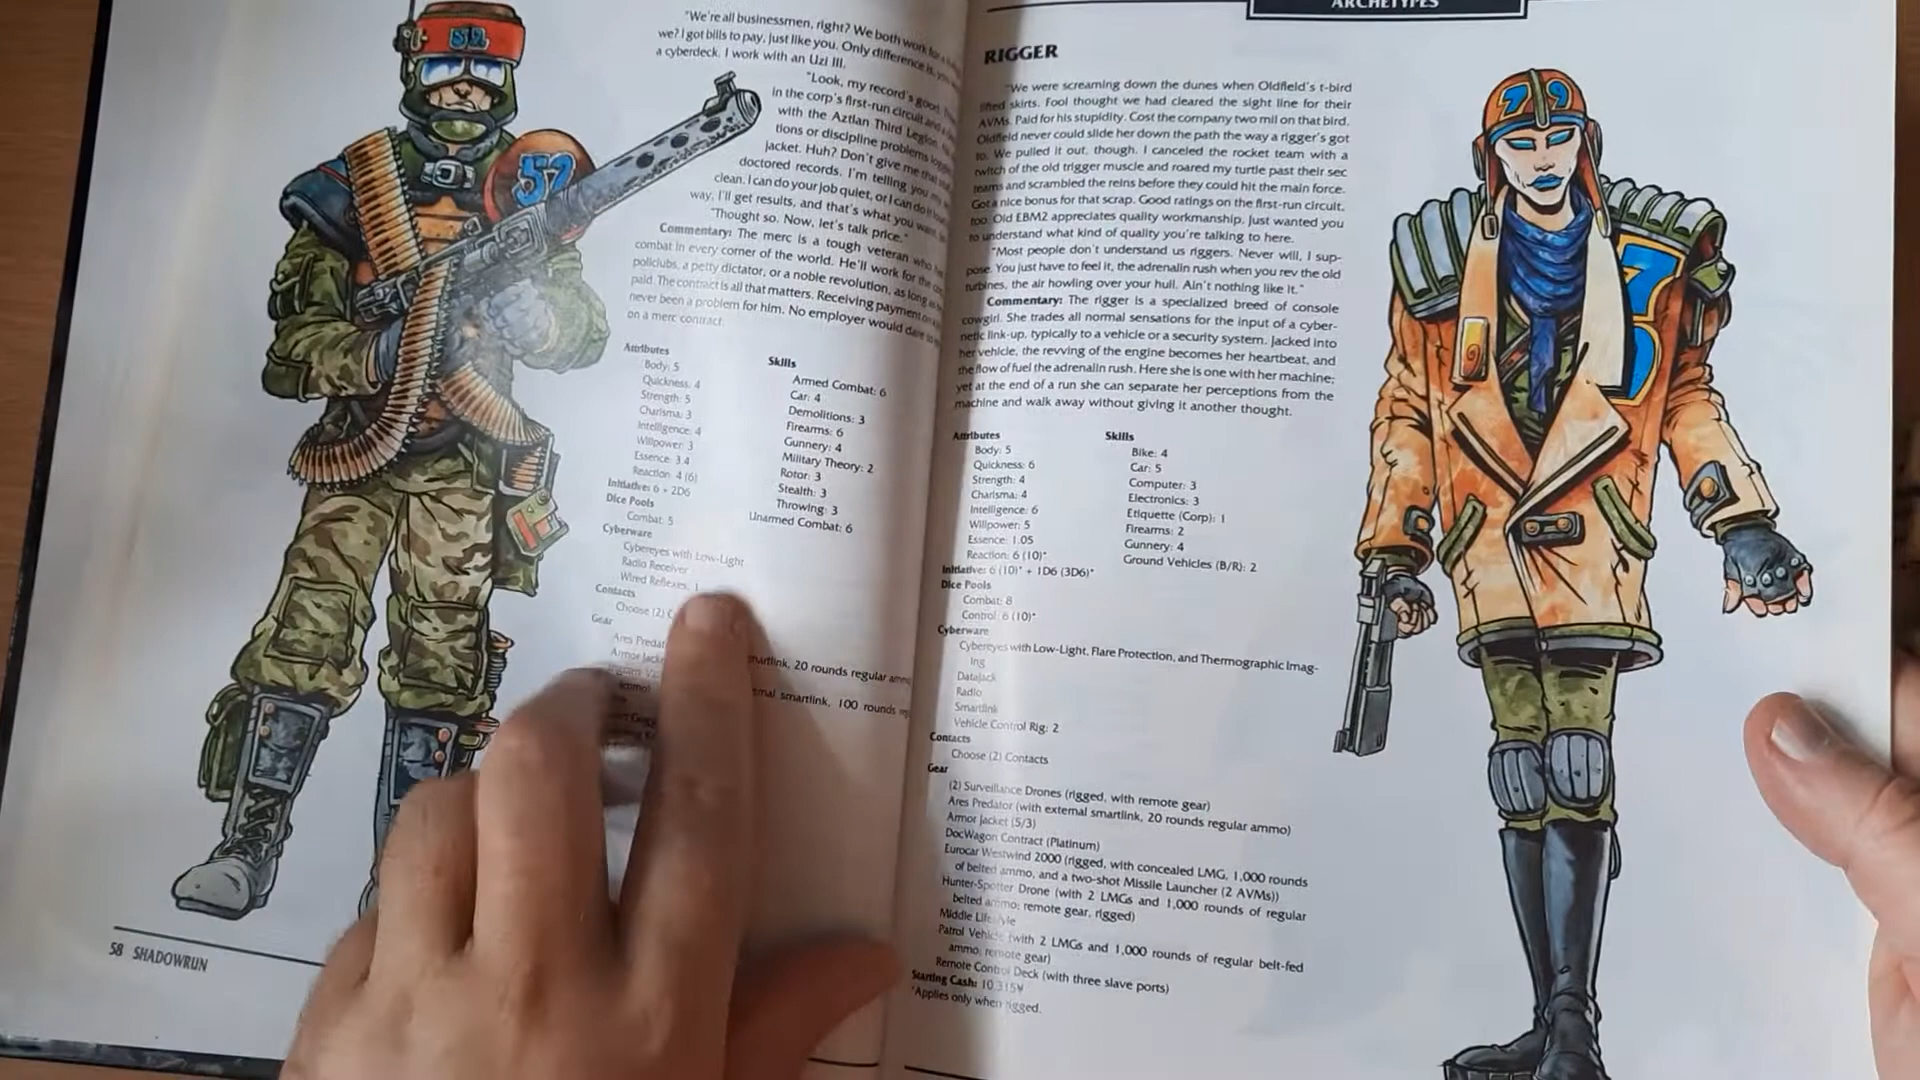 52
52
"We're all businessmen, right? We both work for a
we? I got bills to pay, just like you. Only difference is, you
a cyberdeck. I work with an Uzi III.
"Look, my record's good.
in the corp's first-run circuit and a
with the Aztlan Third Legion.
tions or discipline problems
jacket. Huh? Don't give me that
doctored records. I'm telling you
clean. I can do your job quiet, or I can do it
way, I'll get results, and that's what you want,
"Thought so. Now, let's talk price."
Commentary: The merc is a tough veteran who
combat in every corner of the world. He'll work for the
policlubs, a petty dictator, or a noble revolution, as long as
paid. The contract is all that matters. Receiving payment
never been a problem for him. No employer would dare to
on a merc contract.
Attributes
Body: 5
Quickness: 4
Strength: 5
Charisma: 3
Intelligence: 4
Willpower: 3
Essence: 3.4
Reaction: 4 (6)
Initiative: 6 + 2D6
Dice Pools
Combat: 5
Cyberware
Cybereyes with Low-Light
Radio Receiver
Wired Reflexes: 1
Contacts
Choose (2)
Gear
Ares
Armor
smartlink, 20 rounds regular
smartlink, 100 rounds
Skills
Armed Combat: 6
Car: 4
Demolitions: 3
Firearms: 6
Gunnery: 4
Military Theory: 2
Rotor: 3
Stealth: 3
Throwing: 3
Unarmed Combat: 6
58 SHADOWRUN
ARCHETYPES
RIGGER
"We were screaming down the dunes when Oldfield's t-bird
lifted skirts. Fool thought we had cleared the sight line for their
AVMs. Paid for his stupidity. Cost the company two mil on that bird.
Oldfield never could slide her down the path the way a rigger's got
to. We pulled it out, though. I canceled the rocket team with a
twitch of the old trigger muscle and roared my turtle past their sec
teams and scrambled the reins before they could hit the main force.
Got a nice bonus for that scrap. Good ratings on the first-run circuit,
too. Old EBM2 appreciates quality workmanship. Just wanted you
to understand what kind of quality you're talking to here.
"Most people don't understand us riggers. Never will, I sup-
pose. You just have to feel it, the adrenalin rush when you rev the old
turbines, the air howling over your hull. Ain't nothing like it."
Commentary: The rigger is a specialized breed of console
cowgirl. She trades all normal sensations for the input of a cyber-
netic link-up, typically to a vehicle or a security system. Jacked into
her vehicle, the revving of the engine becomes her heartbeat, and
the flow of fuel the adrenalin rush. Here she is one with her machine;
yet at the end of a run she can separate her perceptions from the
machine and walk away without giving it another thought.
Attributes
Body: 5
Quickness: 6
Strength: 4
Charisma: 4
Intelligence: 6
Willpower: 5
Essence: 1.05
Reaction: 6 (10)*
Initiative: 6 (10)* + 1D6 (3D6)*
Dice Pools
Combat: 8
Control: 6 (10)*
Cyberware
Cybereyes with Low-Light, Flare Protection, and Thermographic Imag-
ing
Datajack
Radio
Smartlink
Vehicle Control Rig: 2
Contacts
Choose (2) Contacts
Gear
(2) Surveillance Drones (rigged, with remote gear)
Ares Predator (with external smartlink, 20 rounds regular ammo)
Armor Jacket (5/3)
DocWagon Contract (Platinum)
Eurocar Westwind 2000 (rigged, with concealed LMG, 1,000 rounds
of belted ammo, and a two-shot Missile Launcher (2 AVMs))
Hunter-Spotter Drone (with 2 LMGs and 1,000 rounds of regular
belted ammo; remote gear, rigged)
Middle Lifestyle
Patrol Vehicle (with 2 LMGs and 1,000 rounds of regular belt-fed
ammo; remote gear)
Remote Control Deck (with three slave ports)
Starting Cash: 10,315¥
*Applies only when rigged.
Skills
Bike: 4
Car: 5
Computer: 3
Electronics: 3
Etiquette (Corp): 1
Firearms: 2
Gunnery: 4
Ground Vehicles (B/R): 2
79